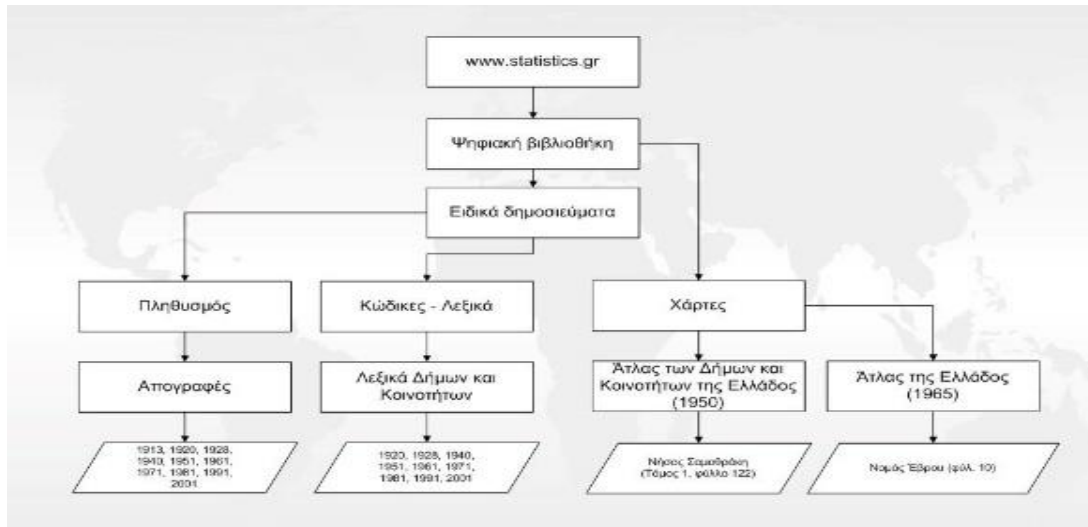 www.statistics.gr
Ψηφιακή βιβλιοθήκη
Ειδικά δημοσιεύματα
Πληθυσμός
Κώδικες - Λεξικά
Χάρτες
Απογραφές
Λεξικά Δήμων και
Κοινοτήτων
Άτλας των Δήμων και
Κοινοτήτων της Ελλάδος
(1950)
Άτλας της Ελλάδος
(1965)
1913, 1920, 1928,
1940, 1951, 1961,
1971, 1981, 1991,
2001
1920, 1928, 1940,
1951, 1961, 1971,
1981, 1991, 2001
Νήσος Σαμοθράκη
(Τόμος 1, φύλλο 122)
Νομός Έβρου (φύλ. 10)